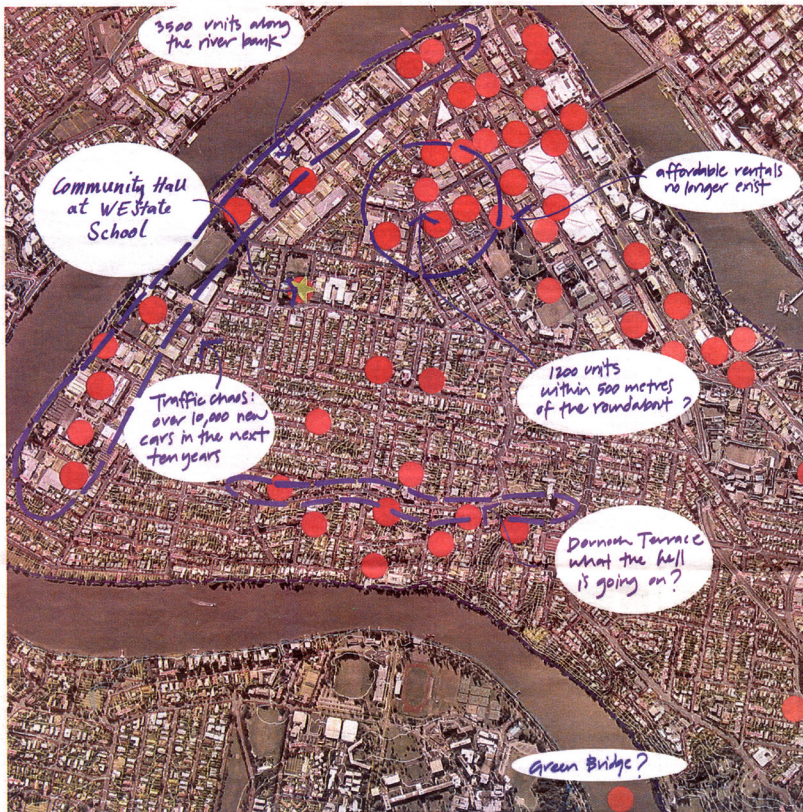 3500 units along
the river bank
Community Hall
at WEState
School
affordable rentals
no longer exist
1200 units
within 500 metres
of the roundabout ?
Traffic chaos!
over 10,000 new
cars in the next
ten years
Dornoch Terrace
what the hell
is going on?
Green Bridge?